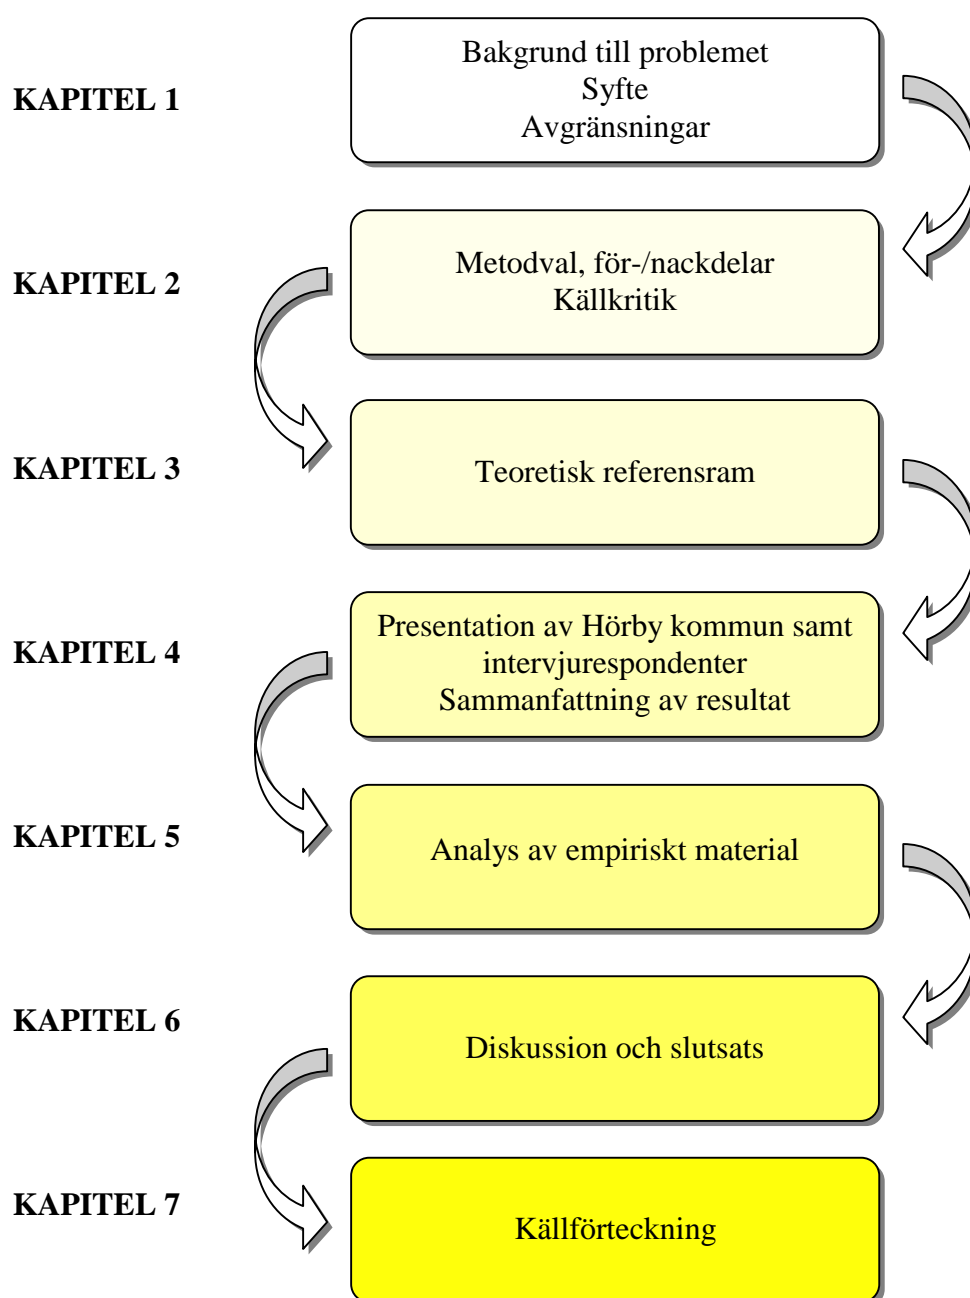 KAPITEL 1
Bakgrund till problemet
Syfte
Avgränsningar
KAPITEL 2
Metodval, för-/nackdelar
Källkritik
KAPITEL 3
Teoretisk referensram
KAPITEL 4
Presentation av Hörby kommun samt
intervjurespondenter
Sammanfattning av resultat
KAPITEL 5
Analys av empiriskt material
KAPITEL 6
Diskussion och slutsats
KAPITEL 7
Källförteckning